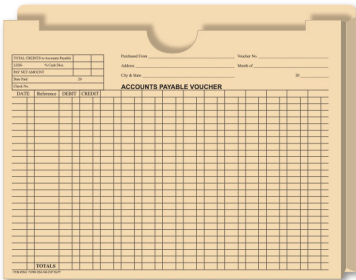 TOTAL CREDITS to Accounts Payable
LESS- % Cash Disc.
PAY NET AMOUNT
Date Paid 20
Check No.
Purchased From Voucher No.
Address Month of
City & State 20
ACCOUNTS PAYABLE VOUCHER
DATE Reference DEBIT CREDIT
TOTALS